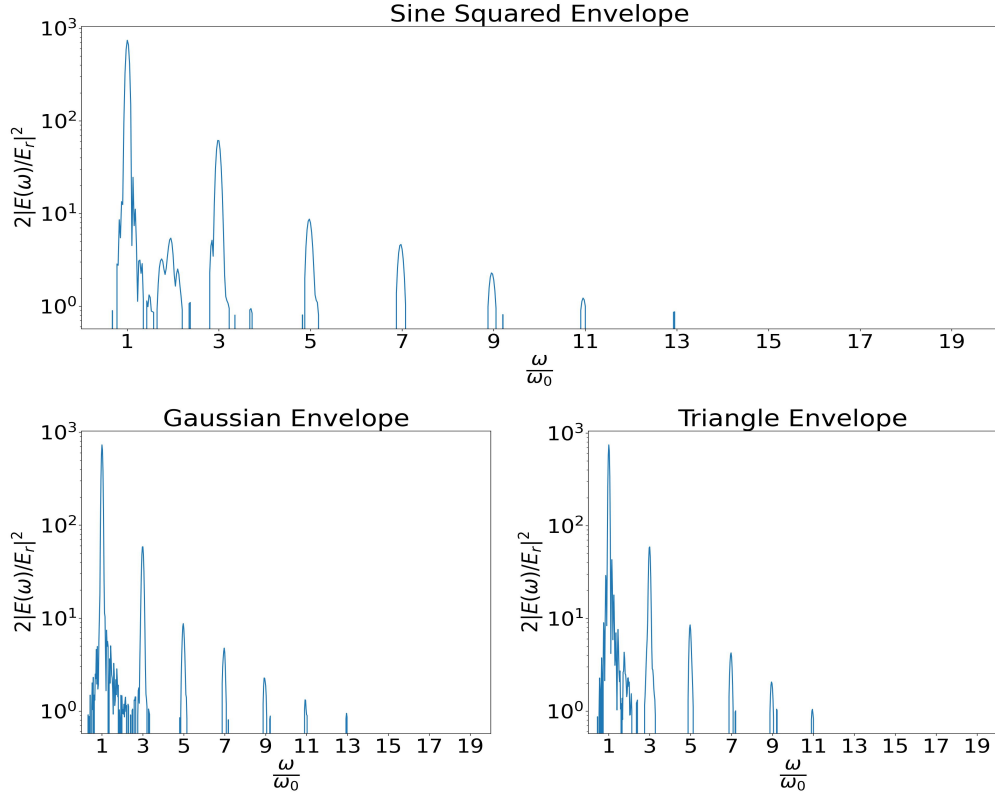 Sine Squared Envelope
10³
10²
10¹
10⁰
2|E(ω)/Eᵣ|²
1 3 5 7 9 11 13 15 17 19
ω/ω₀
Gaussian Envelope
10³
10²
10¹
10⁰
2|E(ω)/Eᵣ|²
1 3 5 7 9 11 13 15 17 19
ω/ω₀
Triangle Envelope
10³
10²
10¹
10⁰
2|E(ω)/Eᵣ|²
1 3 5 7 9 11 13 15 17 19
ω/ω₀